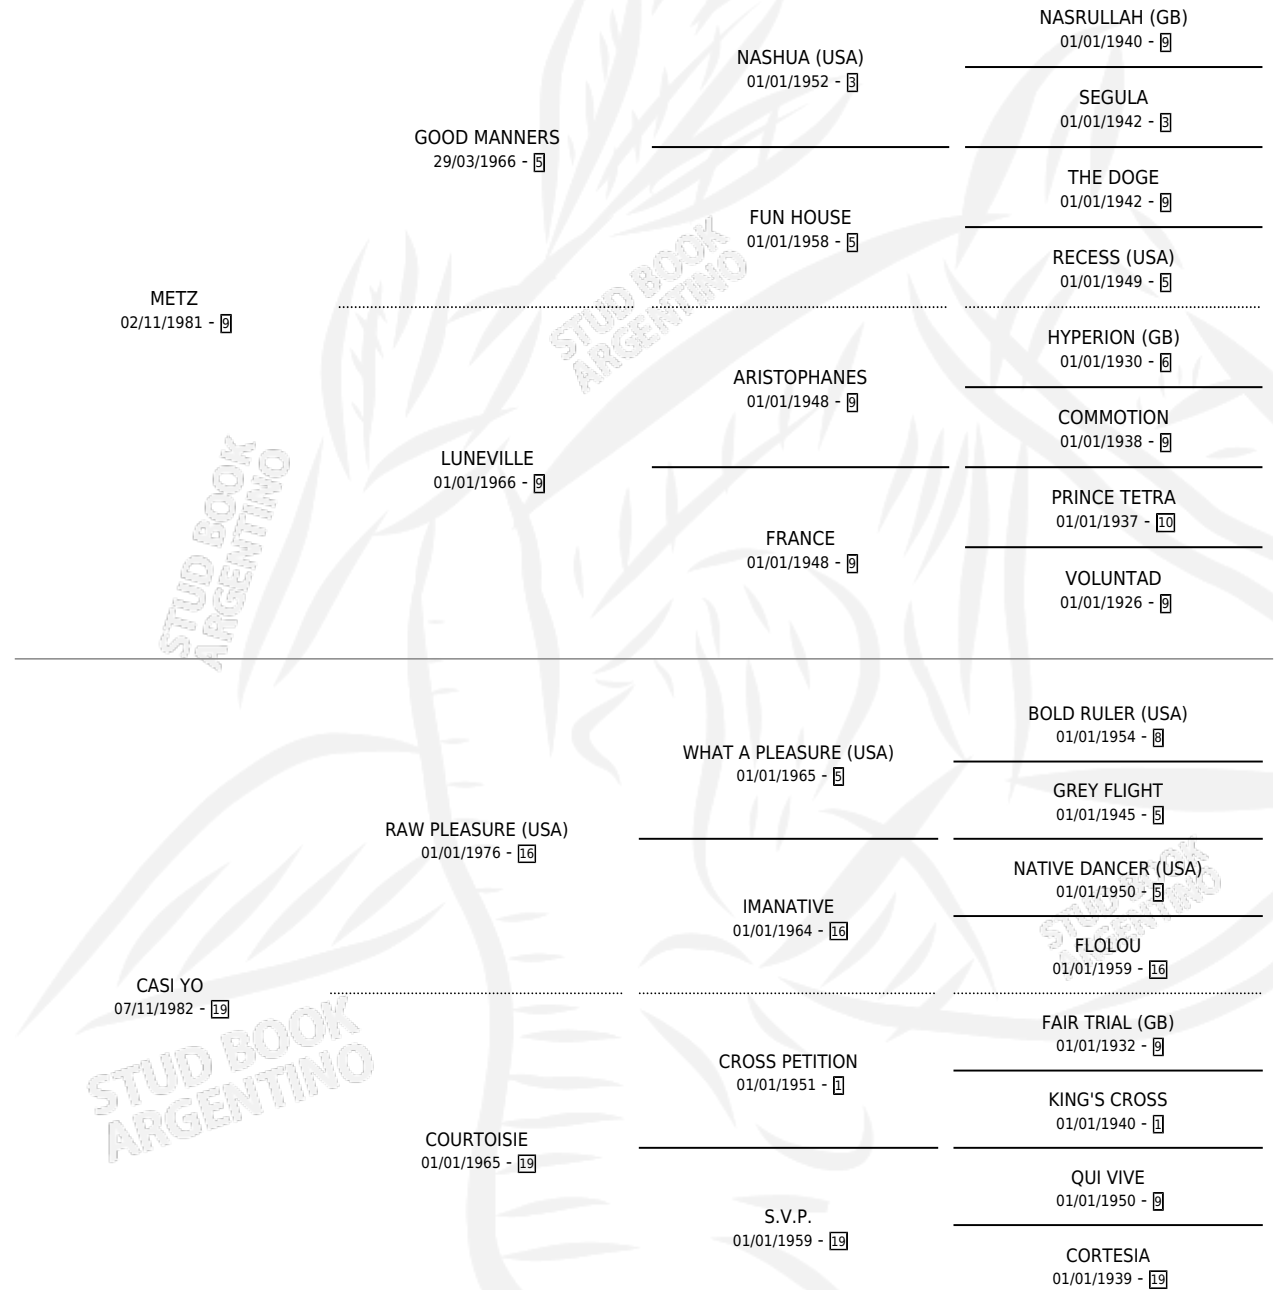 NASRULLAH (GB)
01/01/1940 - 9
NASHUA (USA)
01/01/1952 - 3
SEGULA
01/01/1942 - 3
GOOD MANNERS
29/03/1966 - 5
THE DOGE
01/01/1942 - 9
FUN HOUSE
01/01/1958 - 5
RECESS (USA)
01/01/1949 - 5
METZ
02/11/1981 - 9
HYPERION (GB)
01/01/1930 - 6
ARISTOPHANES
01/01/1948 - 9
COMMOTION
01/01/1938 - 9
LUNEVILLE
01/01/1966 - 9
PRINCE TETRA
01/01/1937 - 10
FRANCE
01/01/1948 - 9
VOLUNTAD
01/01/1926 - 9
BOLD RULER (USA)
01/01/1954 - 8
WHAT A PLEASURE (USA)
01/01/1965 - 5
GREY FLIGHT
01/01/1945 - 5
RAW PLEASURE (USA)
01/01/1976 - 16
NATIVE DANCER (USA)
01/01/1950 - 5
IMANATIVE
01/01/1964 - 16
FLOLOU
01/01/1959 - 16
CASI YO
07/11/1982 - 19
FAIR TRIAL (GB)
01/01/1932 - 9
CROSS PETITION
01/01/1951 - 1
KING'S CROSS
01/01/1940 - 1
COURTOISIE
01/01/1965 - 19
QUI VIVE
01/01/1950 - 9
S.V.P.
01/01/1959 - 19
CORTESIA
01/01/1939 - 19
STUD BOOK
ARGENTINO
STUD BOOK
ARGENTINO
STUD BOOK
ARGENTINO
STUD BOOK
ARGENTINO